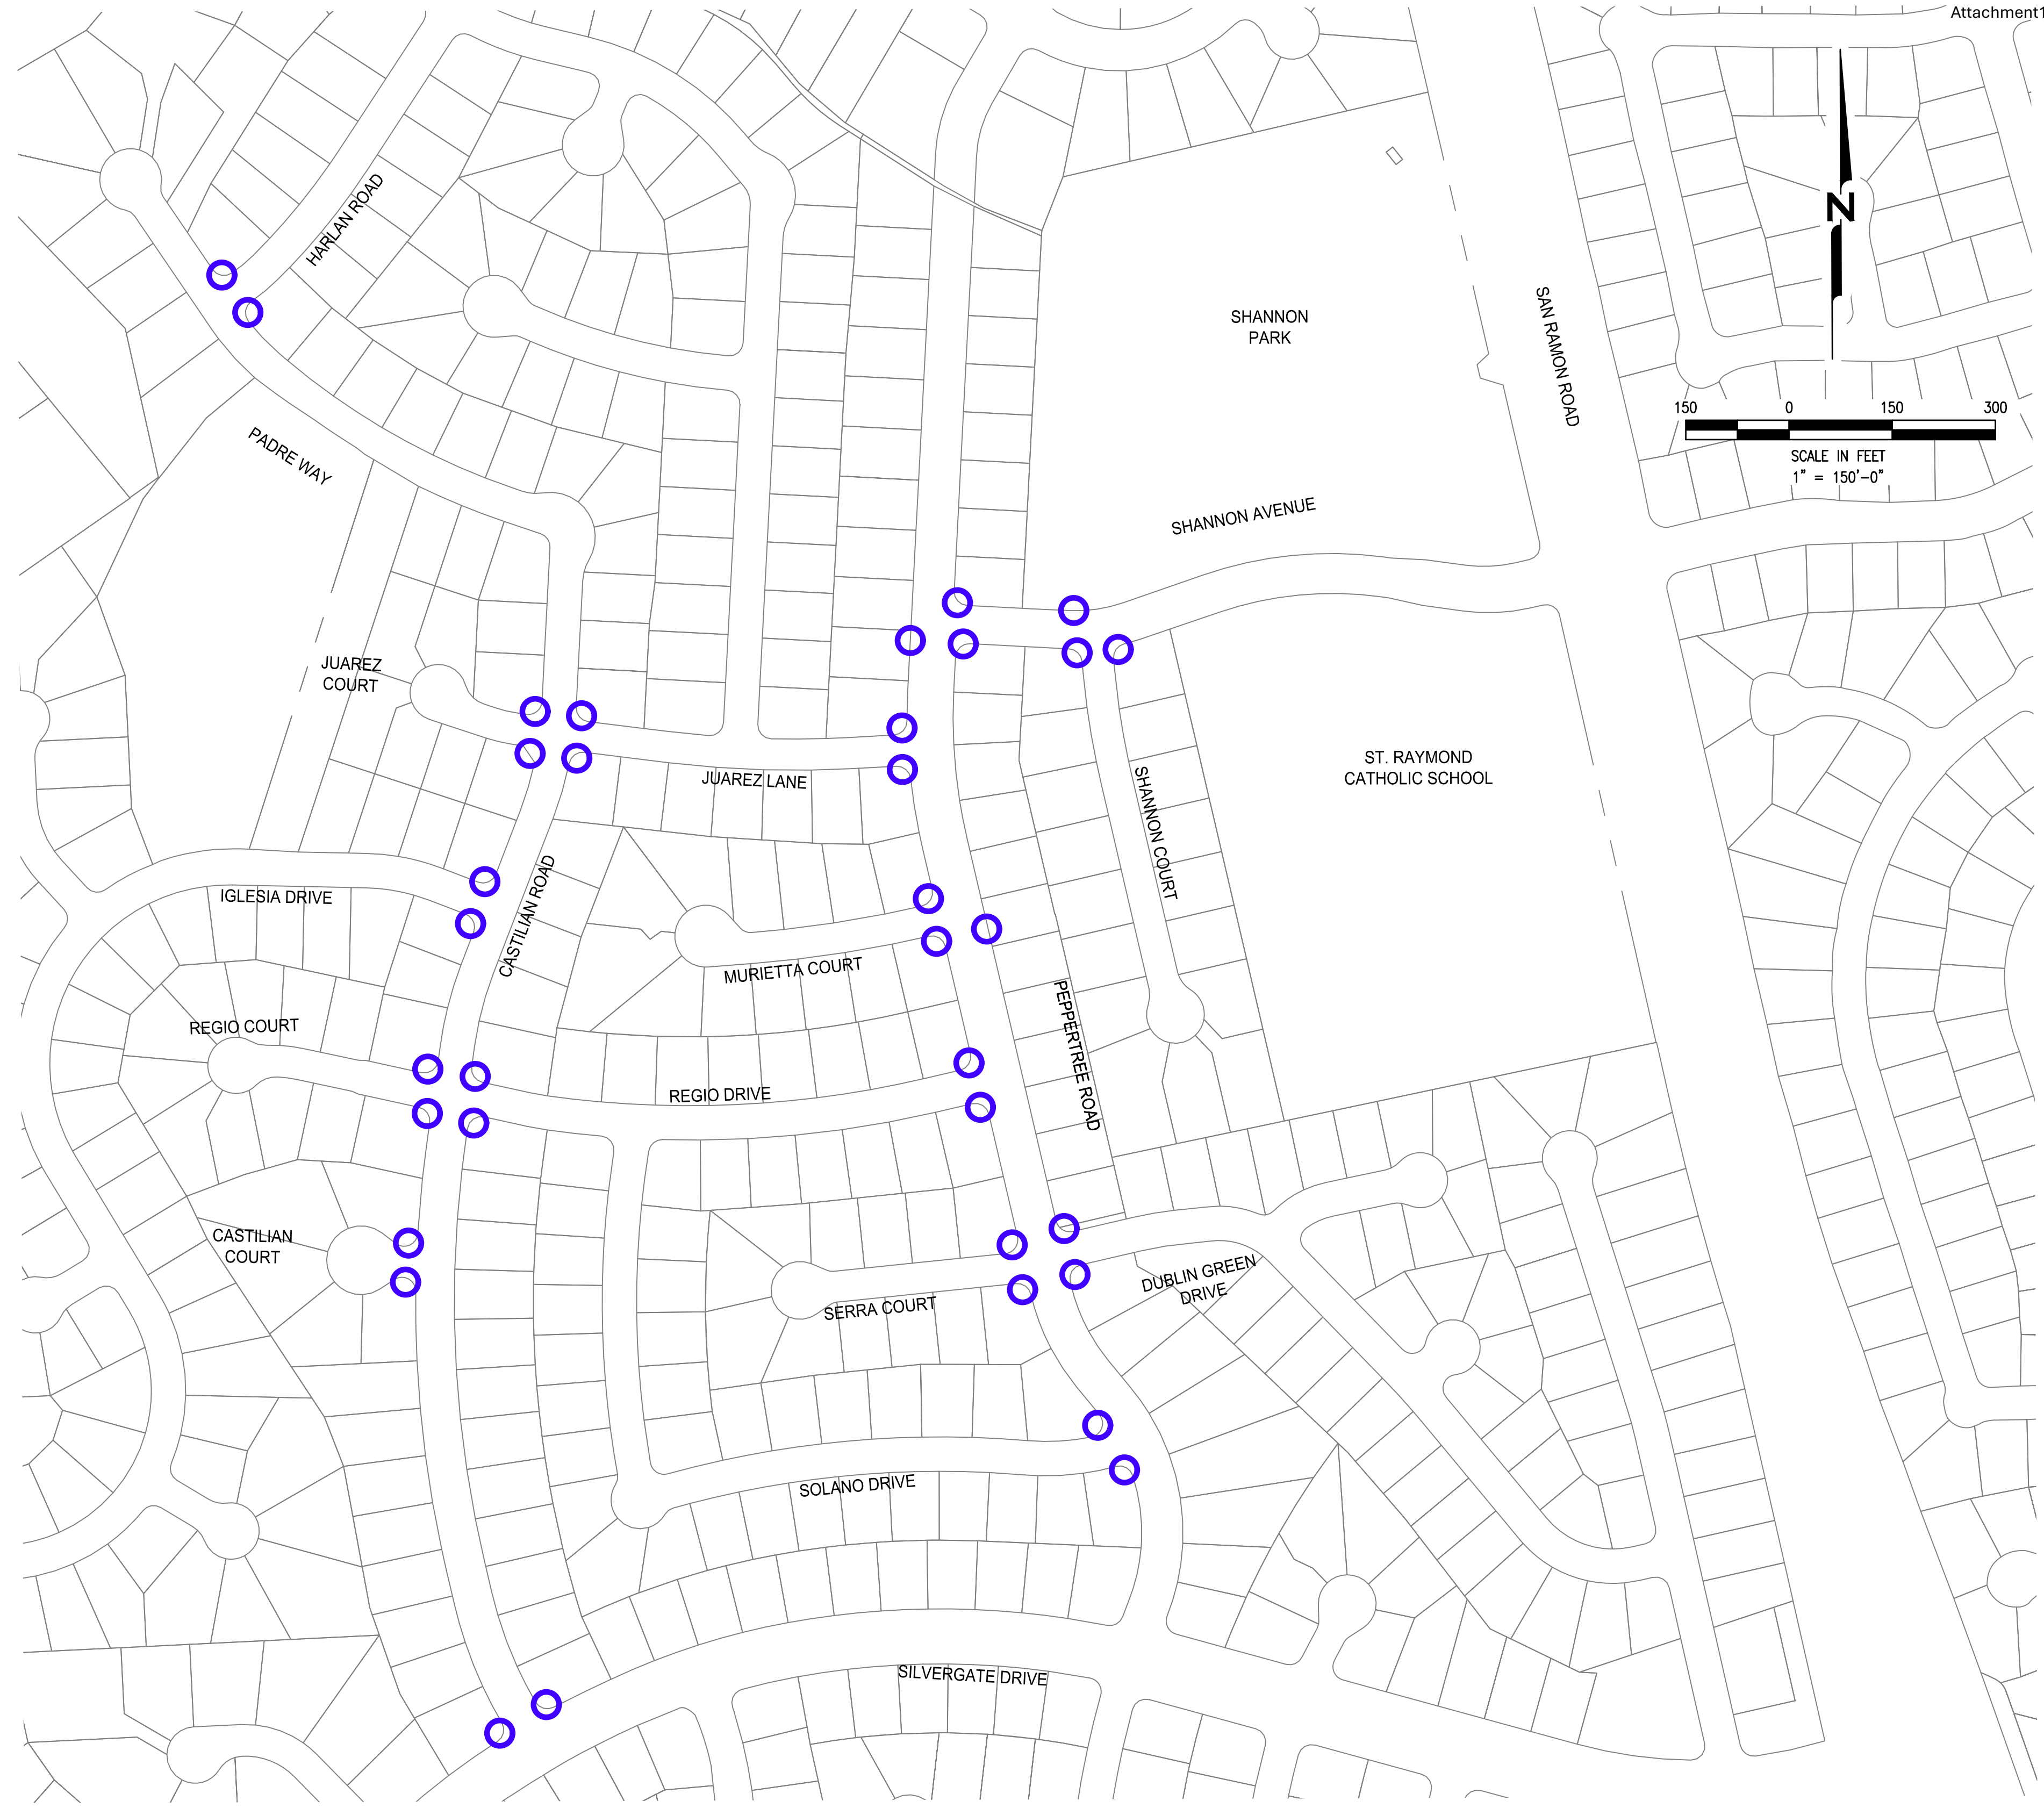 Attachment1
HARLAN ROAD
N
SHANNON
PARK
SAN RAMON ROAD
150 0 150 300
SCALE IN FEET
1" = 150'-0"
PADRE WAY
SHANNON AVENUE
JUAREZ
COURT
JUAREZ LANE
SHANNON COURT
ST. RAYMOND
CATHOLIC SCHOOL
IGLESIA DRIVE
CASTILIAN ROAD
MURIETTA COURT
PEPPERTREE ROAD
REGIO COURT
REGIO DRIVE
CASTILIAN
COURT
DUBLIN GREEN
DRIVE
SERRA COURT
SOLANO DRIVE
SILVERGATE DRIVE